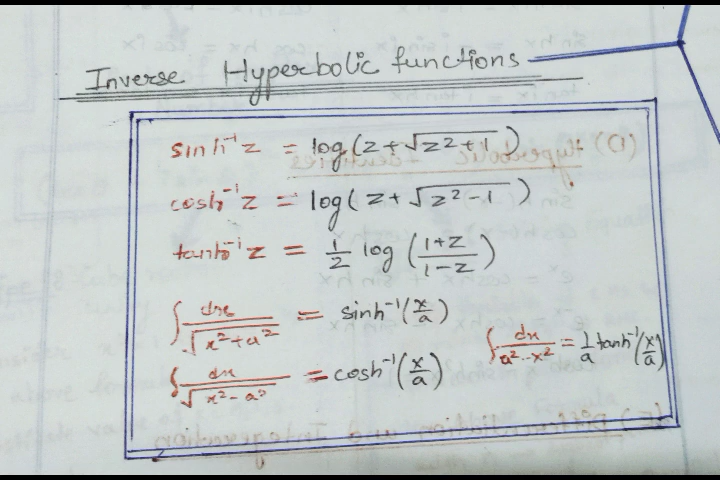 Inverse Hyperbolic functions
sinh⁻¹z = log(z+√(z²+1))
cosh⁻¹z = log(z+√(z²-1))
tanh⁻¹z = 1/2 log((1+z)/(1-z))
∫dx/√(x²+a²) = sinh⁻¹(x/a)
∫dx/√(x²-a²) = cosh⁻¹(x/a)
∫dx/(a²-x²) = 1/a tanh⁻¹(x/a)